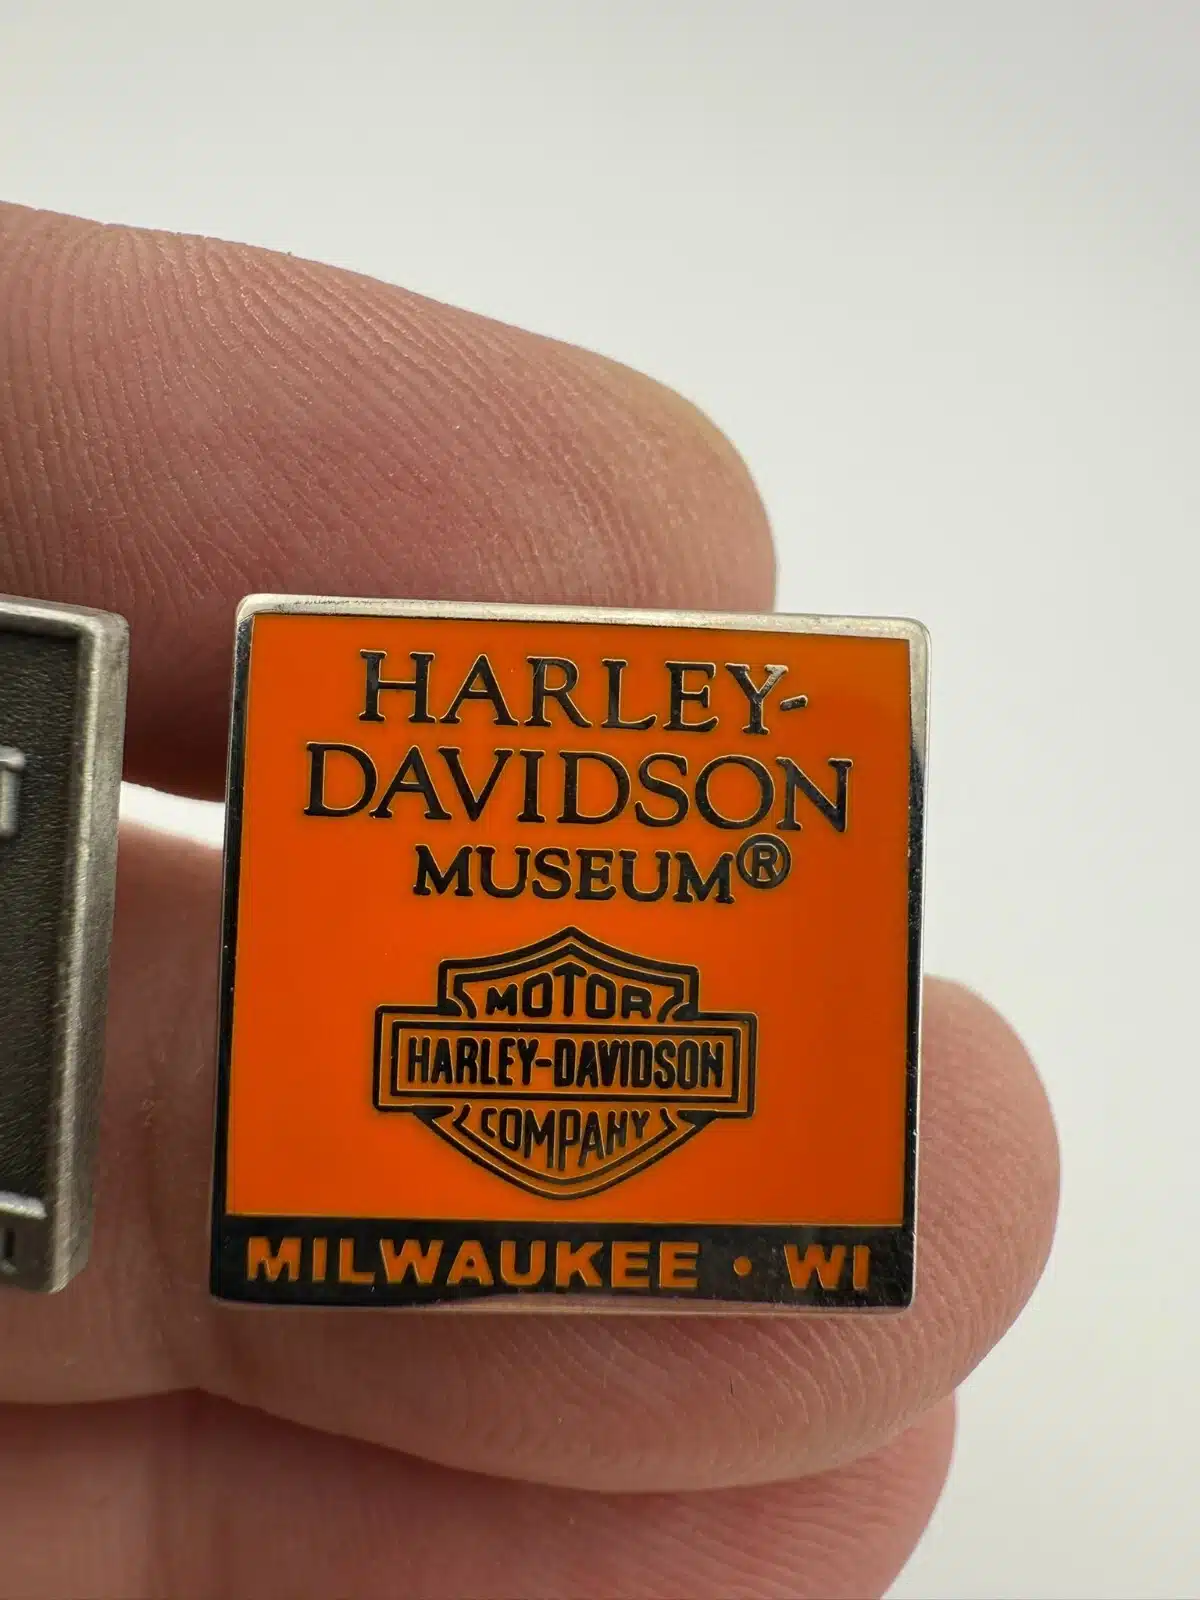 HARLEY-
DAVIDSON
MUSEUM®
MOTOR
HARLEY-DAVIDSON
COMPANY
MILWAUKEE • WI